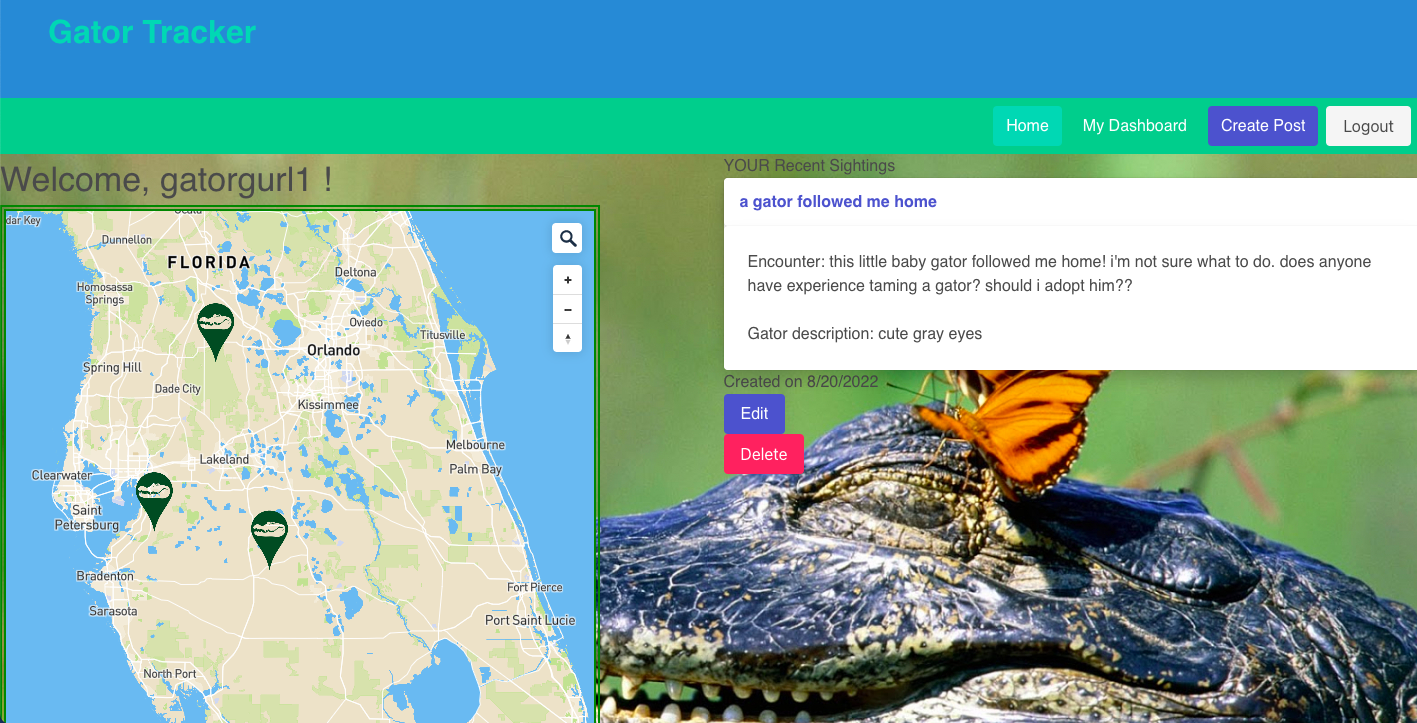 Gator Tracker
Home
My Dashboard
Create Post
Logout
Welcome, gatorgurl1 !
YOUR Recent Sightings
a gator followed me home
Encounter: this little baby gator followed me home! i'm not sure what to do. does anyone
have experience taming a gator? should i adopt him??
Gator description: cute gray eyes
Created on 8/20/2022
Edit
Delete
dar Key
Ocala
Dunnellon
FLORIDA
Deltona
Homosassa
Springs
Oviedo
Titusville
Orlando
Spring Hill
Dade City
Kissimmee
Melbourne
Lakeland
Palm Bay
Clearwater
Saint
Petersburg
Bradenton
Fort Pierce
Sarasota
Port Saint Lucie
North Port